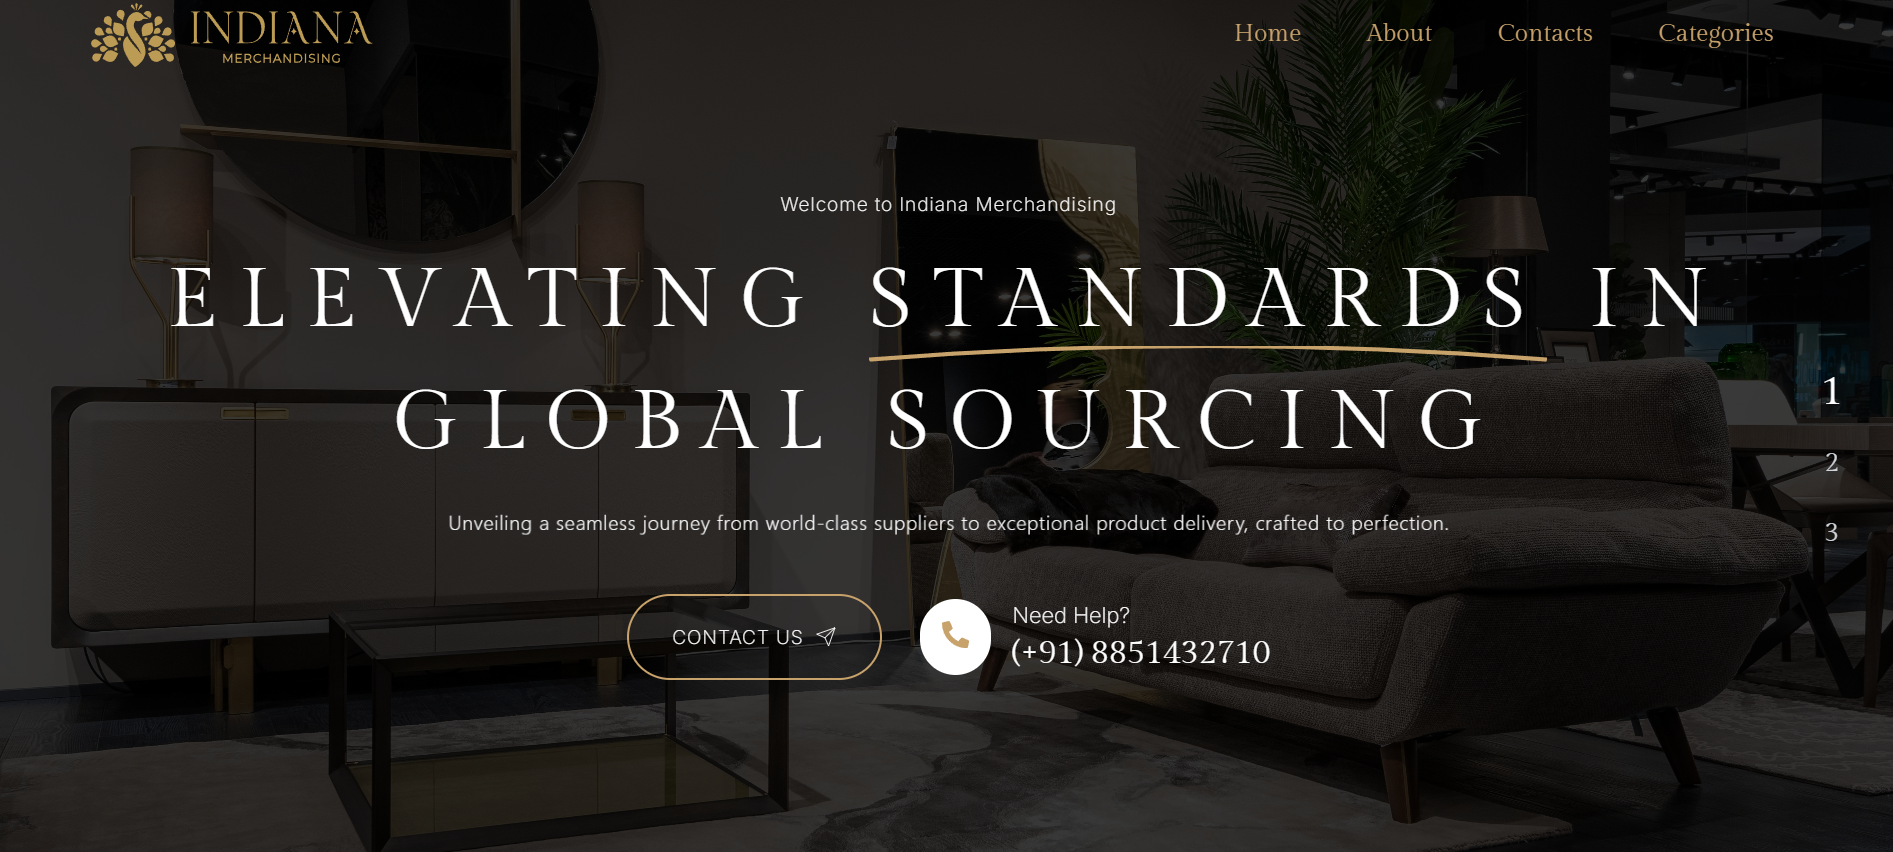 INDIANA
MERCHANDISING
Home About Contacts Categories
Welcome to Indiana Merchandising
ELEVATING STANDARDS IN
GLOBAL SOURCING
Unveiling a seamless journey from world-class suppliers to exceptional product delivery, crafted to perfection.
CONTACT US
Need Help?
(+91) 8851432710
1
2
3